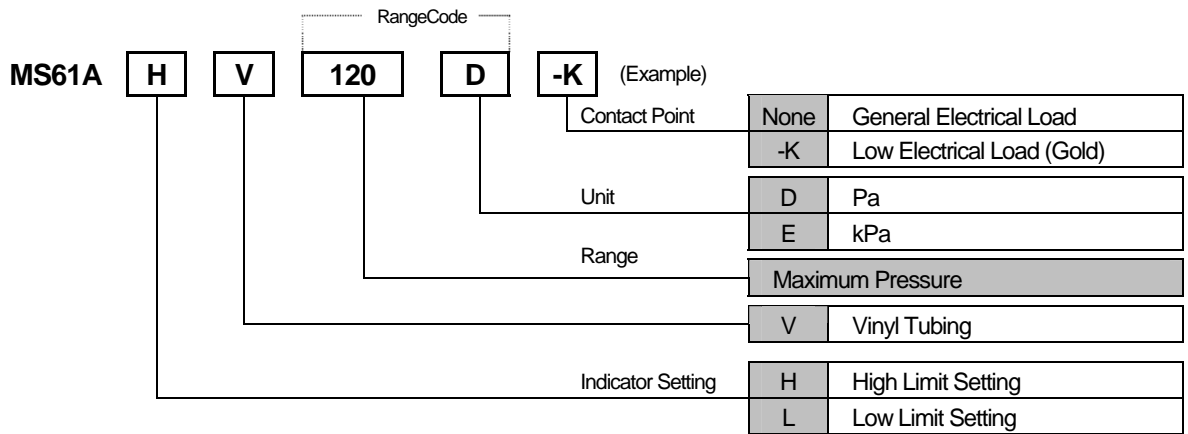 RangeCode
MS61A H V 120 D -K (Example)
Contact Point None General Electrical Load
-K Low Electrical Load (Gold)
Unit D Pa
E kPa
Range
Maximum Pressure
V Vinyl Tubing
Indicator Setting H High Limit Setting
L Low Limit Setting